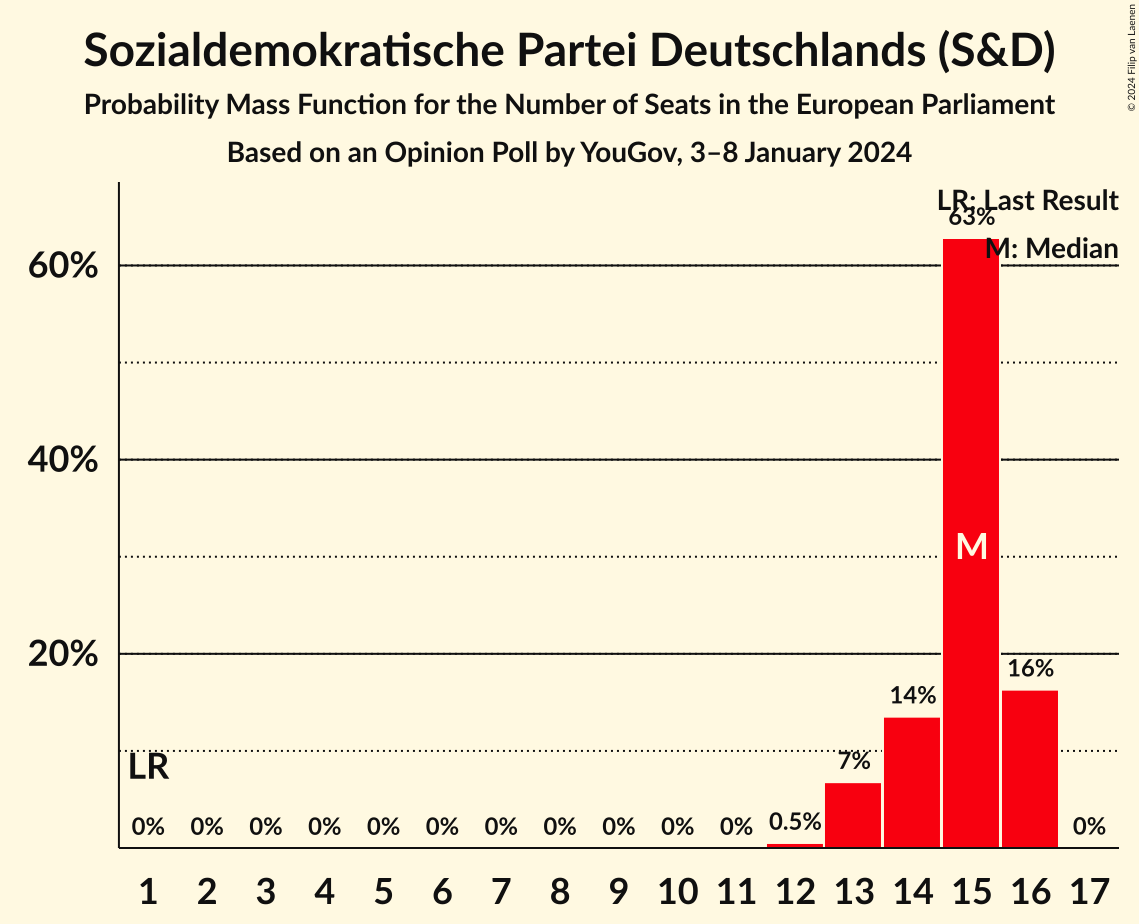 Sozialdemokratische Partei Deutschlands (S&D)
Probability Mass Function for the Number of Seats in the European Parliament
Based on an Opinion Poll by YouGov, 3–8 January 2024
© 2024 Filip van Laenen
LR: Last Result
M: Median
63%
60%
40%
M
20%
16%
14%
7%
LR
0% 0% 0% 0% 0% 0% 0% 0% 0% 0% 0% 0.5% 0%
1 2 3 4 5 6 7 8 9 10 11 12 13 14 15 16 17